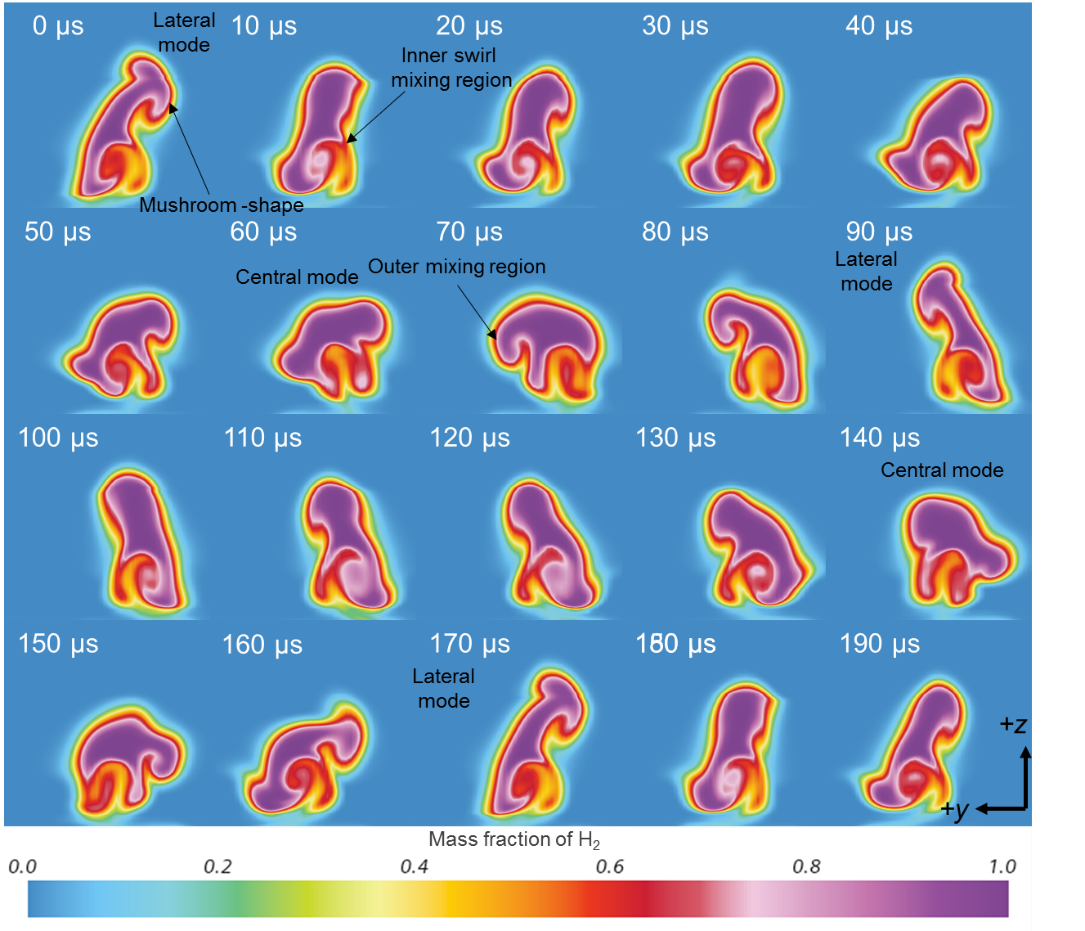 0 µs
Lateral
mode
10 µs
20 µs
30 µs
40 µs
Inner swirl
mixing region
Mushroom -shape
50 µs
60 µs
70 µs
80 µs
90 µs
Central mode
Outer mixing region
Lateral
mode
100 µs
110 µs
120 µs
130 µs
140 µs
Central mode
150 µs
160 µs
170 µs
180 µs
190 µs
Lateral
mode
+z
+y
Mass fraction of H₂
0.0 0.2 0.4 0.6 0.8 1.0